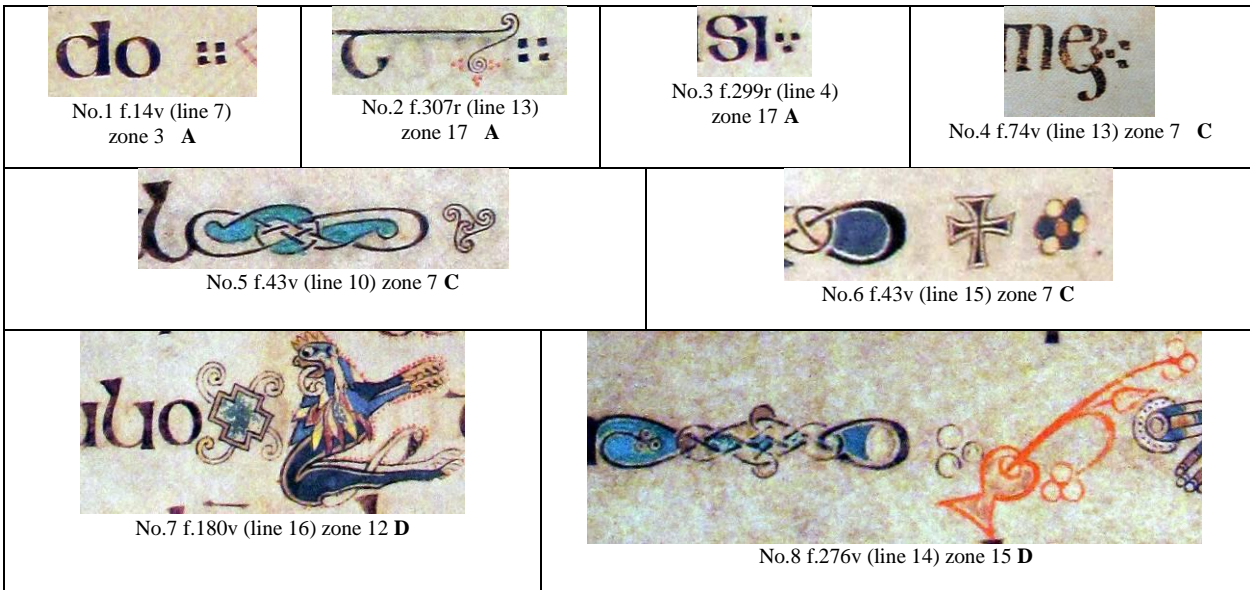 do
No.1 f.14v (line 7)
zone 3 A
No.2 f.307r (line 13)
zone 17 A
si
No.3 f.299r (line 4)
zone 17 A
No.4 f.74v (line 13) zone 7 C
No.5 f.43v (line 10) zone 7 C
No.6 f.43v (line 15) zone 7 C
No.7 f.180v (line 16) zone 12 D
No.8 f.276v (line 14) zone 15 D